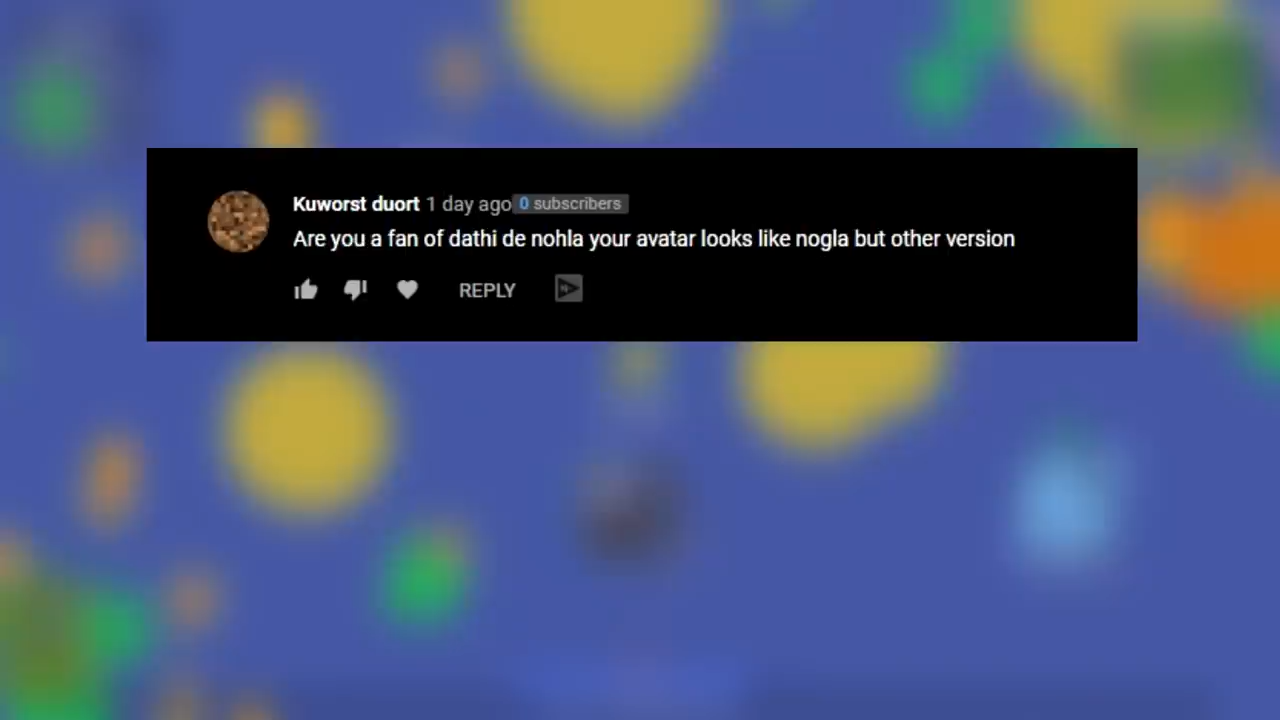 Kuworst duort 1 day ago 0 subscribers
Are you a fan of dathi de nohla your avatar looks like nogla but other version
REPLY